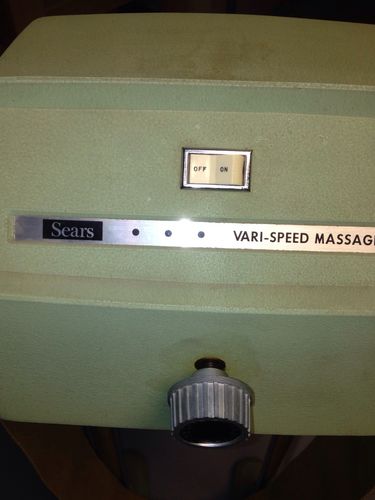 OFF ON
Sears VARI-SPEED MASSAG